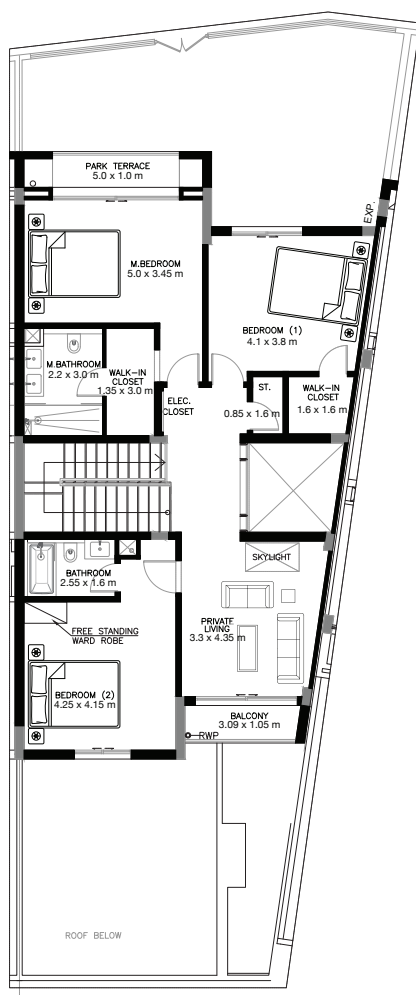 PARK TERRACE
5.0 x 1.0 m
EXP.
M.BEDROOM
5.0 x 3.45 m
BEDROOM (1)
4.1 x 3.8 m
M.BATHROOM
2.2 x 3.0 m
WALK-IN
CLOSET
1.35 x 3.0 m
ELEC.
CLOSET
ST.
0.85 x 1.6 m
WALK-IN
CLOSET
1.6 x 1.6 m
SKYLIGHT
BATHROOM
2.55 x 1.6 m
PRIVATE
LIVING
3.3 x 4.35 m
FREE STANDING
WARD ROBE
BEDROOM (2)
4.25 x 4.15 m
BALCONY
3.09 x 1.05 m
RWP
ROOF BELOW